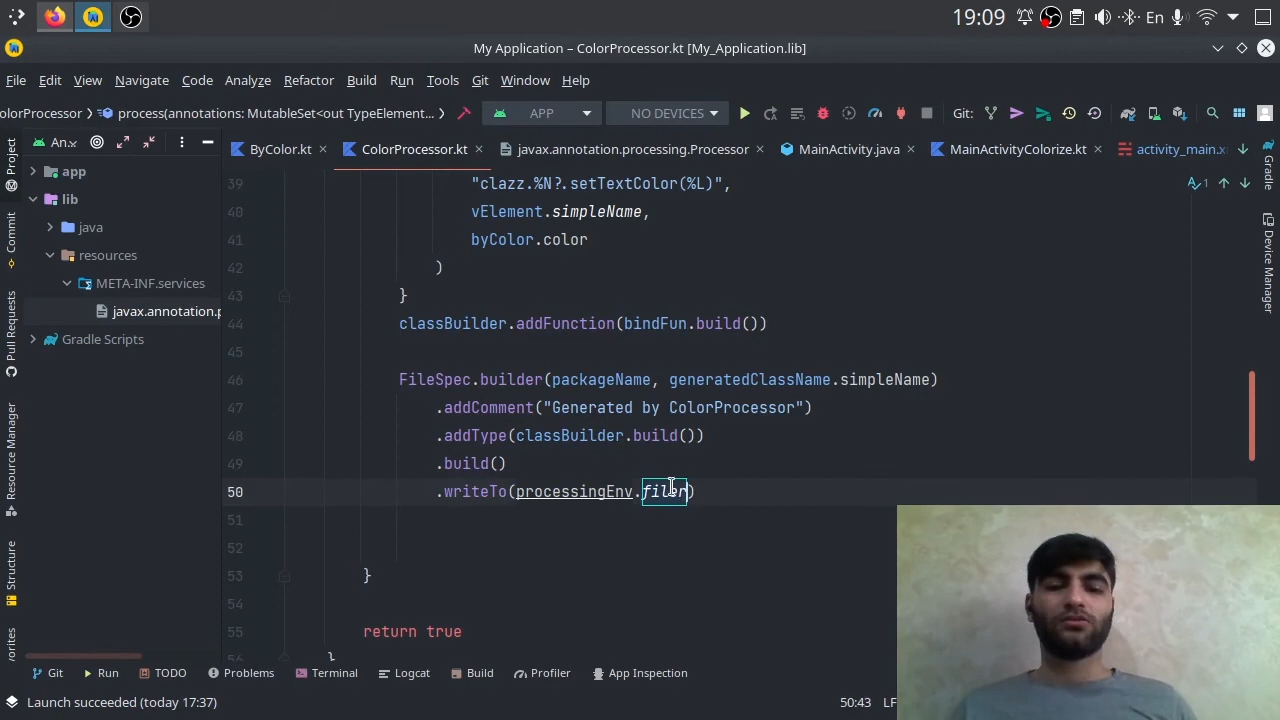 19:09
En
My Application – ColorProcessor.kt [My_Application.lib)
File Edit View Navigate Code Analyze Refactor Build Run Tools Git Window Help
olorProcessor process(annotations: MutableSet<out TypeElement... APP NO DEVICES Git:
An.. ByColor.kt ColorProcessor.kt javax.annotation.processing.Processor MainActivity.java MainActivityColorize.kt activity_main.x
Project
Commit
Pull Requests
Resource Manager
Structure
vorites
Gradle
Device Manager
app
lib
java
resources
META-INF.services
javax.annotation.p
Gradle Scripts
1
39 "clazz.%N?.setTextColor(%L)",
40 vElement.simpleName,
41 byColor.color
42 )
43 }
44 classBuilder.addFunction(bindFun.build())
45
46 FileSpec.builder(packageName, generatedClassName.simpleName)
47 .addComment("Generated by ColorProcessor")
48 .addType(classBuilder.build())
49 .build()
50 .writeTo(processingEnv.filer)
51
52
53 }
54
55 return true
56 }
Git Run TODO Problems Terminal Logcat Build Profiler App Inspection
Launch succeeded (today 17:37) 50:43 LF